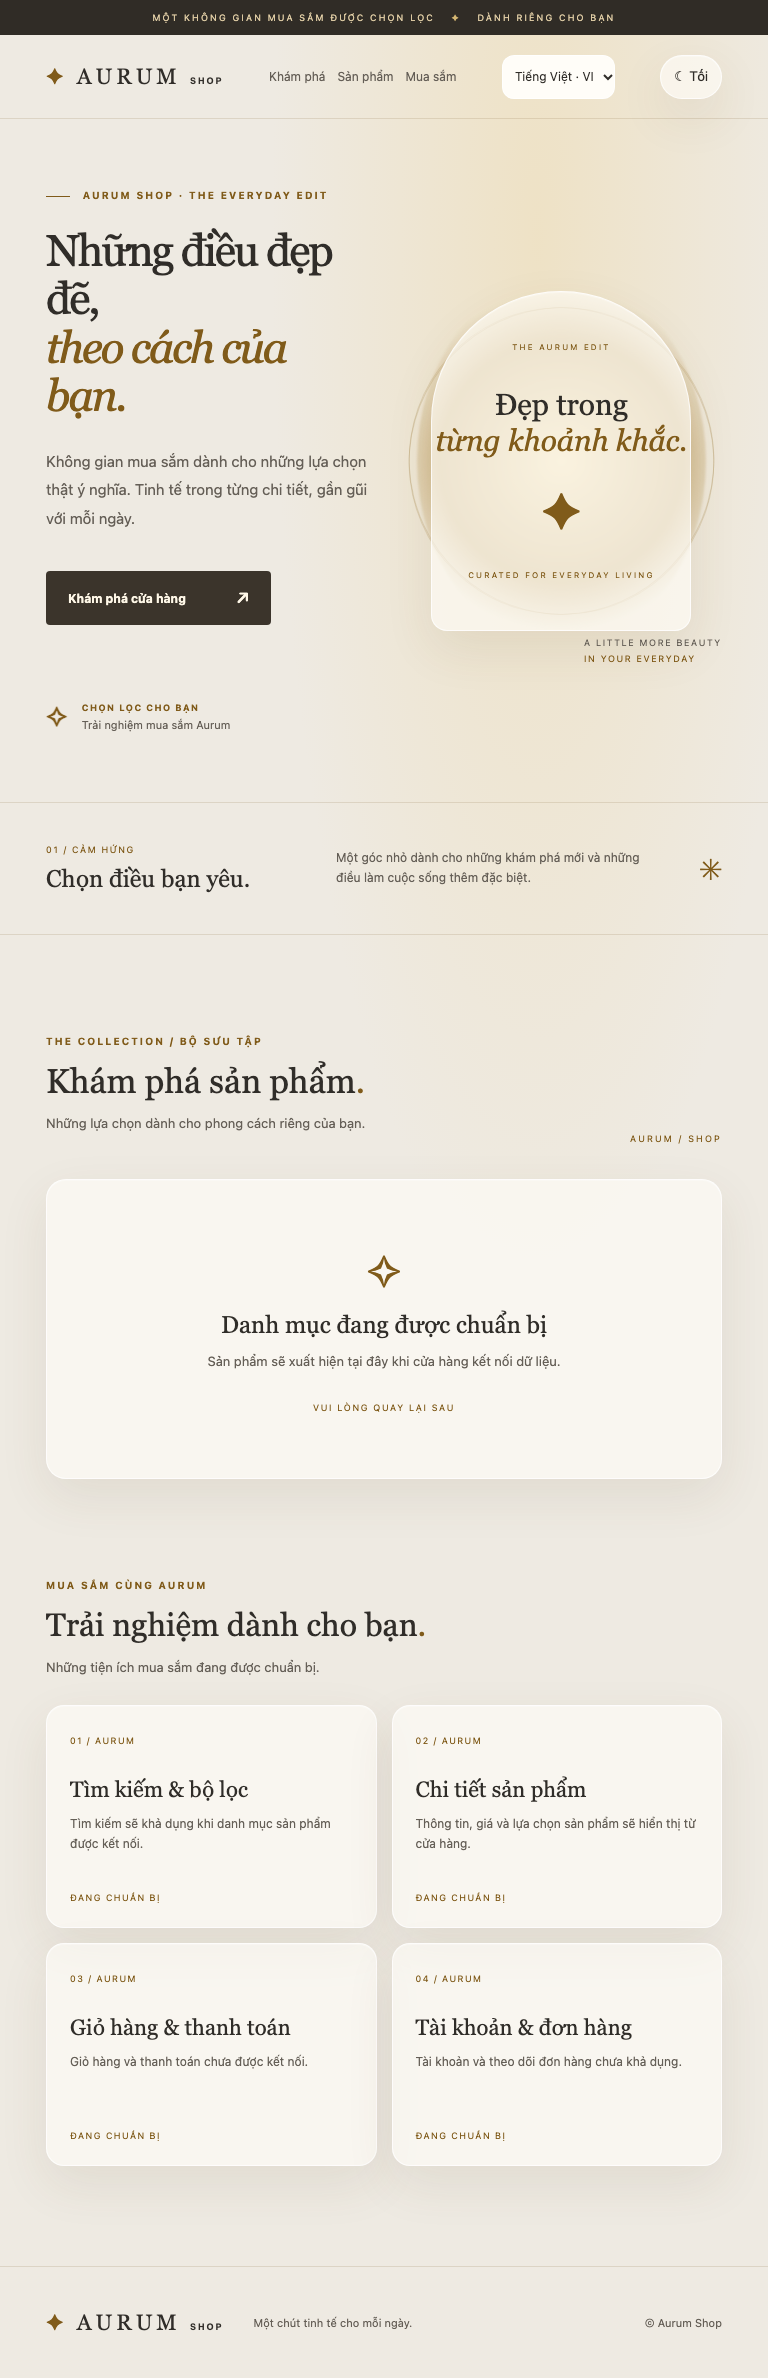 MỘT KHÔNG GIAN MUA SẮM ĐƯỢC CHỌN LỌC ✦ DÀNH RIÊNG CHO BẠN
AURUM SHOP
Khám phá Sản phẩm Mua sắm
Tiếng Việt · VI
☾ Tối
AURUM SHOP · THE EVERYDAY EDIT
Những điều đẹp
đẽ,
theo cách của
bạn.
Không gian mua sắm dành cho những lựa chọn
thật ý nghĩa. Tinh tế trong từng chi tiết, gần gũi
với mỗi ngày.
Khám phá cửa hàng
CHỌN LỌC CHO BẠN
Trải nghiệm mua sắm Aurum
THE AURUM EDIT
Đẹp trong
từng khoảnh khắc.
CURATED FOR EVERYDAY LIVING
A LITTLE MORE BEAUTY
IN YOUR EVERYDAY
01 / CẢM HỨNG
Chọn điều bạn yêu.
Một góc nhỏ dành cho những khám phá mới và những
điều làm cuộc sống thêm đặc biệt.
THE COLLECTION / BỘ SƯU TẬP
Khám phá sản phẩm.
Những lựa chọn dành cho phong cách riêng của bạn.
AURUM / SHOP
Danh mục đang được chuẩn bị
Sản phẩm sẽ xuất hiện tại đây khi cửa hàng kết nối dữ liệu.
VUI LÒNG QUAY LẠI SAU
MUA SẮM CÙNG AURUM
Trải nghiệm dành cho bạn.
Những tiện ích mua sắm đang được chuẩn bị.
01 / AURUM
Tìm kiếm & bộ lọc
Tìm kiếm sẽ khả dụng khi danh mục sản phẩm
được kết nối.
ĐANG CHUẨN BỊ
02 / AURUM
Chi tiết sản phẩm
Thông tin, giá và lựa chọn sản phẩm sẽ hiển thị từ
cửa hàng.
ĐANG CHUẨN BỊ
03 / AURUM
Giỏ hàng & thanh toán
Giỏ hàng và thanh toán chưa được kết nối.
ĐANG CHUẨN BỊ
04 / AURUM
Tài khoản & đơn hàng
Tài khoản và theo dõi đơn hàng chưa khả dụng.
ĐANG CHUẨN BỊ
AURUM SHOP
Một chút tinh tế cho mỗi ngày.
© Aurum Shop